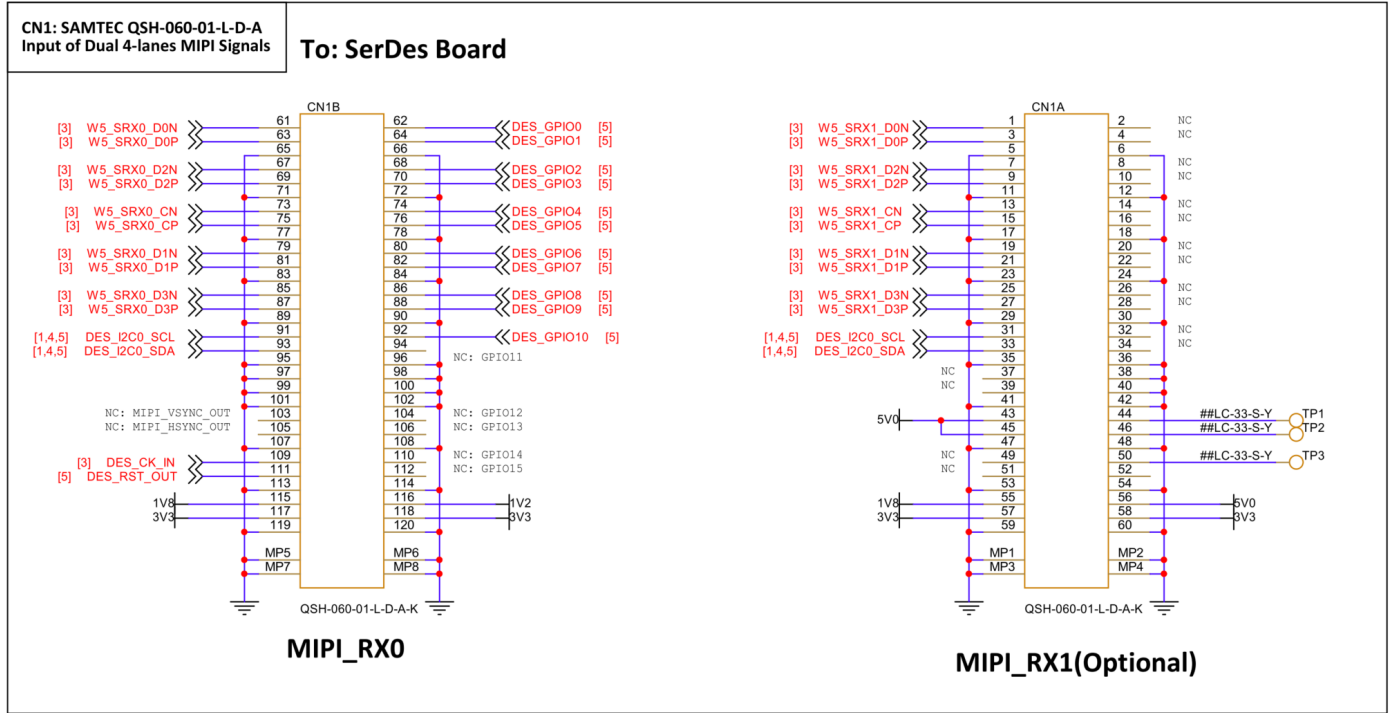 CN1: SAMTEC QSH-060-01-L-D-A
Input of Dual 4-lanes MIPI Signals
To: SerDes Board
CN1B
[3] W5_SRX0_D0N 61 62 DES_GPIO0 [5]
[3] W5_SRX0_D0P 63 64 DES_GPIO1 [5]
65 66
[3] W5_SRX0_D2N 67 68 DES_GPIO2 [5]
[3] W5_SRX0_D2P 69 70 DES_GPIO3 [5]
71 72
[3] W5_SRX0_CN 73 74 DES_GPIO4 [5]
[3] W5_SRX0_CP 75 76 DES_GPIO5 [5]
77 78
[3] W5_SRX0_D1N 79 80 DES_GPIO6 [5]
[3] W5_SRX0_D1P 81 82 DES_GPIO7 [5]
83 84
[3] W5_SRX0_D3N 85 86 DES_GPIO8 [5]
[3] W5_SRX0_D3P 87 88 DES_GPIO9 [5]
89 90
[1,4,5] DES_I2C0_SCL 91 92 DES_GPIO10 [5]
[1,4,5] DES_I2C0_SDA 93 94 NC: GPIO11
95 96
97 98
99 100
101 102
NC: MIPI_VSYNC_OUT 103 104 NC: GPIO12
NC: MIPI_HSYNC_OUT 105 106 NC: GPIO13
107 108
[3] DES_CK_IN 109 110 NC: GPIO14
[5] DES_RST_OUT 111 112 NC: GPIO15
113 114
1V8 115 116 1V2
3V3 117 118 3V3
119 120
MP5 MP6
MP7 MP8
QSH-060-01-L-D-A-K
MIPI_RX0
CN1A
[3] W5_SRX1_D0N 1 2 NC
[3] W5_SRX1_D0P 3 4 NC
5 6
[3] W5_SRX1_D2N 7 8 NC
[3] W5_SRX1_D2P 9 10 NC
11 12
[3] W5_SRX1_CN 13 14 NC
[3] W5_SRX1_CP 15 16 NC
17 18
[3] W5_SRX1_D1N 19 20 NC
[3] W5_SRX1_D1P 21 22 NC
23 24
[3] W5_SRX1_D3N 25 26 NC
[3] W5_SRX1_D3P 27 28 NC
29 30
[1,4,5] DES_I2C0_SCL 31 32 NC
[1,4,5] DES_I2C0_SDA 33 34 NC
35 36
NC 37 38
NC 39 40
41 42
5V0 43 44 ##LC-33-S-Y TP1
45 46 ##LC-33-S-Y TP2
47 48
NC 49 50 ##LC-33-S-Y TP3
NC 51 52
53 54
1V8 55 56 5V0
3V3 57 58 3V3
59 60
MP1 MP2
MP3 MP4
QSH-060-01-L-D-A-K
MIPI_RX1(Optional)